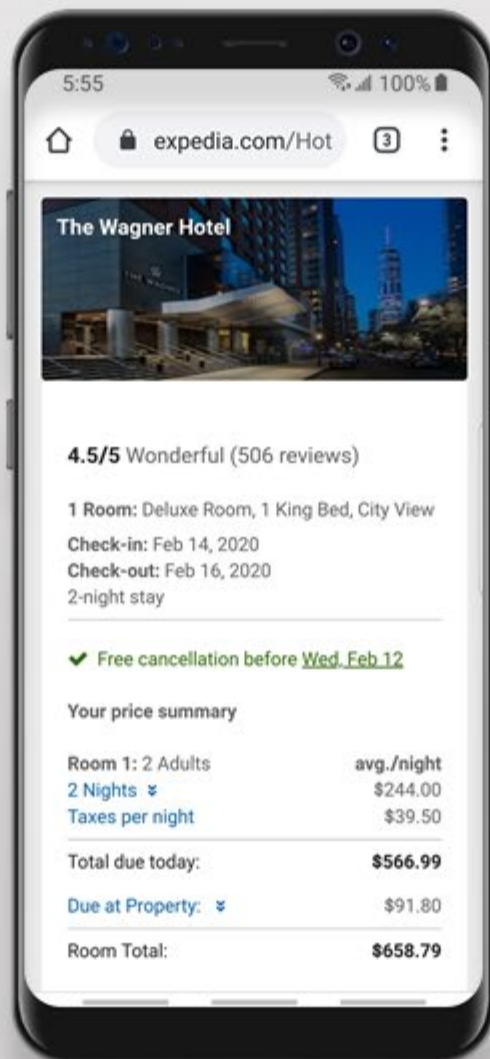 5:55 100%
expedia.com/Hot 3
The Wagner Hotel
THE WAGNER
4.5/5 Wonderful (506 reviews)
1 Room: Deluxe Room, 1 King Bed, City View
Check-in: Feb 14, 2020
Check-out: Feb 16, 2020
2-night stay
Free cancellation before Wed, Feb 12
Your price summary
Room 1: 2 Adults avg./night
2 Nights $244.00
Taxes per night $39.50
Total due today: $566.99
Due at Property: $91.80
Room Total: $658.79